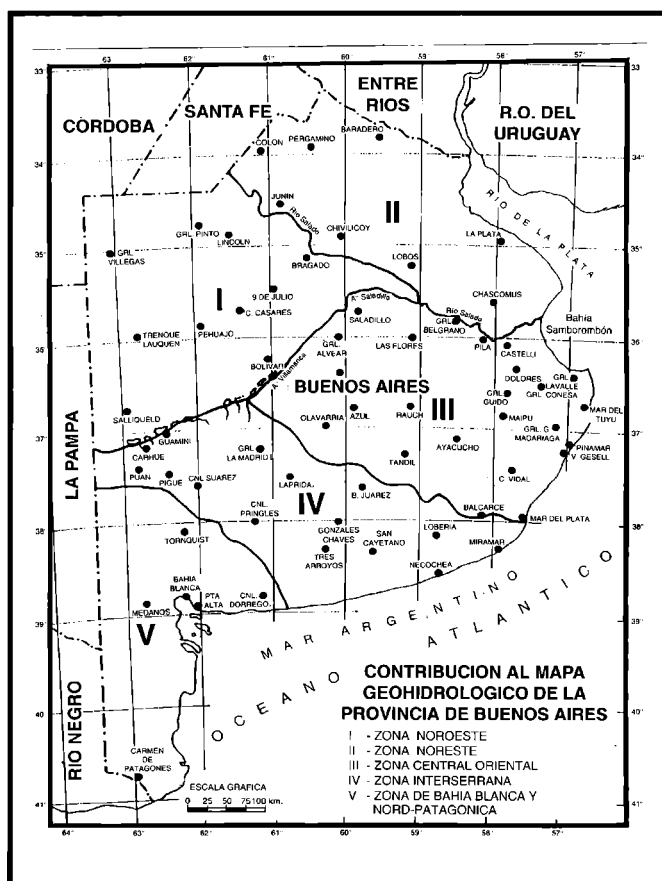 33
34
35
36
37
38
39
40
41
33
34
35
36
37
38
39
40
41
64°
63
62
61
60
59
58
57
CORDOBA
SANTA FE
ENTRE
RIOS
R.O. DEL
URUGUAY
RIO DE LA PLATA
COLON
PERGAMINO
BARADERO
JUNIN
Río Salado
II
CHIVILICOY
GRL. PINTO
LINCOLN
BRAGADO
LOBOS
LA PLATA
GRL.
VILLEGAS
I
9 DE JULIO
C. CASARES
Aº Saladillo
SALADILLO
Río Salado
CHASCOMUS
GRL.
BELGRANO
Bahía
Samborombón
TRENQUE
LAUQUEN
PEHUAJO
GRL.
ALVEAR
LAS FLORES
PILA
CASTELLI
BOLIVAR
A. Vallimanca
BUENOS AIRES
DOLORES
GRL.
LAVALLE
GRL. CONESA
GRL.
GUIDO
SALLIQUELO
OLAVARRIA
AZUL
RAUCH
III
MAIPU
MAR DEL
TUYU
LA PAMPA
GUAMINI
CARHUE
GRL
LA MADRID
TANDIL
AYACUCHO
GRL. G
MADARIAGA
PINAMAR
V. GESELL
PUAN
PIGUE
CNL SUAREZ
LAPRIDA
B. JUAREZ
C. VIDAL
IV
CNL.
PRINGLES
GONZALES
CHAVES
BALCARCE
MAR DEL PLATA
LOBERIA
TORNQUIST
TRES
ARROYOS
SAN
CAYETANO
MIRAMAR
NECOCHEA
BAHIA
BLANCA
PTA
ALTA
CNL.
DORREGO
MEDANOS
V
MAR ARGENTINO
OCEANO ATLANTICO
RIO NEGRO
CARMEN
DE
PATAGONES
ESCALA GRAFICA
0 25 50 75 100 km.
CONTRIBUCION AL MAPA
GEOHIDROLOGICO DE LA
PROVINCIA DE BUENOS AIRES
I - ZONA NOROESTE
II - ZONA NORESTE
III - ZONA CENTRAL ORIENTAL
IV - ZONA INTERSERRANA
V - ZONA DE BAHIA BLANCA Y
NORD-PATAGONICA
64°
63
62
61
60
59
58
57